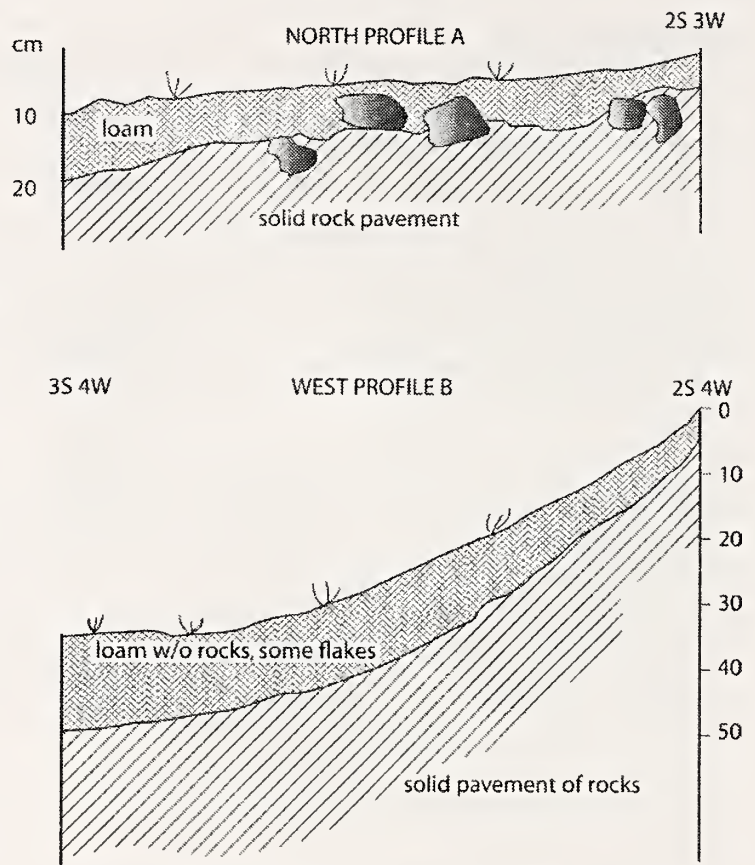 2S 3W
cm
NORTH PROFILE A
10
loam
20
solid rock pavement
3S 4W
WEST PROFILE B
2S 4W
0
10
20
30
loam w/o rocks, some flakes
40
50
solid pavement of rocks